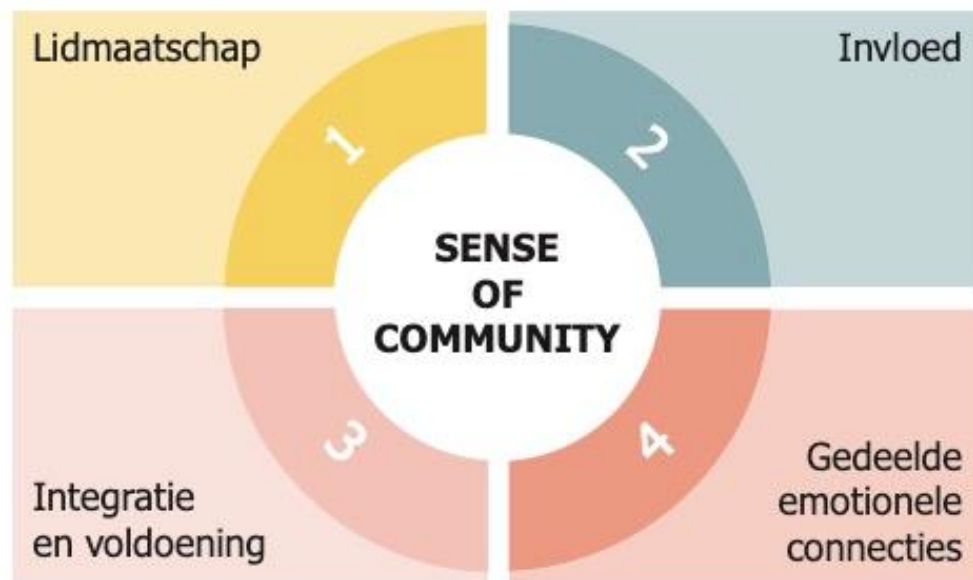 Lidmaatschap
1
Invloed
2
SENSE
OF
COMMUNITY
3
Integratie
en voldoening
4
Gedeelde
emotionele
connecties